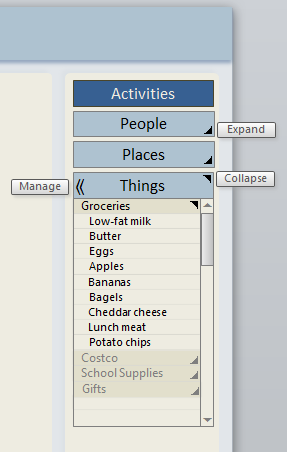 Activities
People
Expand
Places
Manage
Things
Collapse
Groceries
Low-fat milk
Butter
Eggs
Apples
Bananas
Bagels
Cheddar cheese
Lunch meat
Potato chips
Costco
School Supplies
Gifts